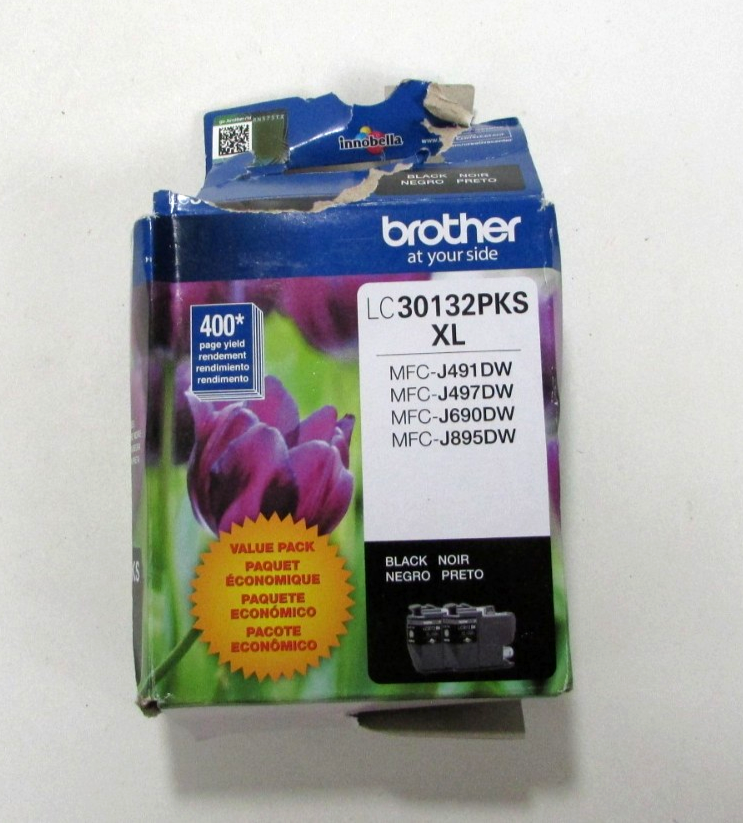 innobella
BLACK NOIR
NEGRO PRETO
brother
at your side
LC30132PKS
XL
MFC-J491DW
MFC-J497DW
MFC-J690DW
MFC-J895DW
400*
page yield
rendement
rendimiento
rendimento
VALUE PACK
PAQUET
ÉCONOMIQUE
PAQUETE
ECONÓMICO
PACOTE
ECONÔMICO
BLACK NOIR
NEGRO PRETO
KS